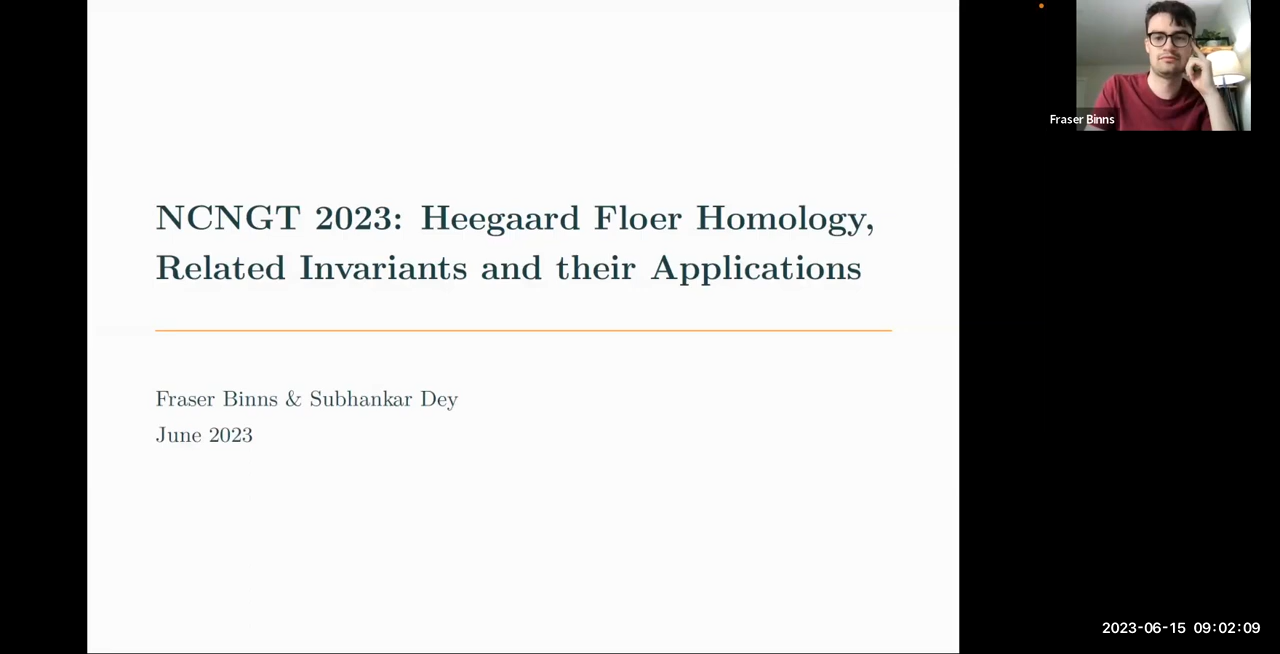 NCNGT 2023: Heegaard Floer Homology,
Related Invariants and their Applications
Fraser Binns & Subhankar Dey
June 2023
Fraser Binns
2023-06-15 09:02:09